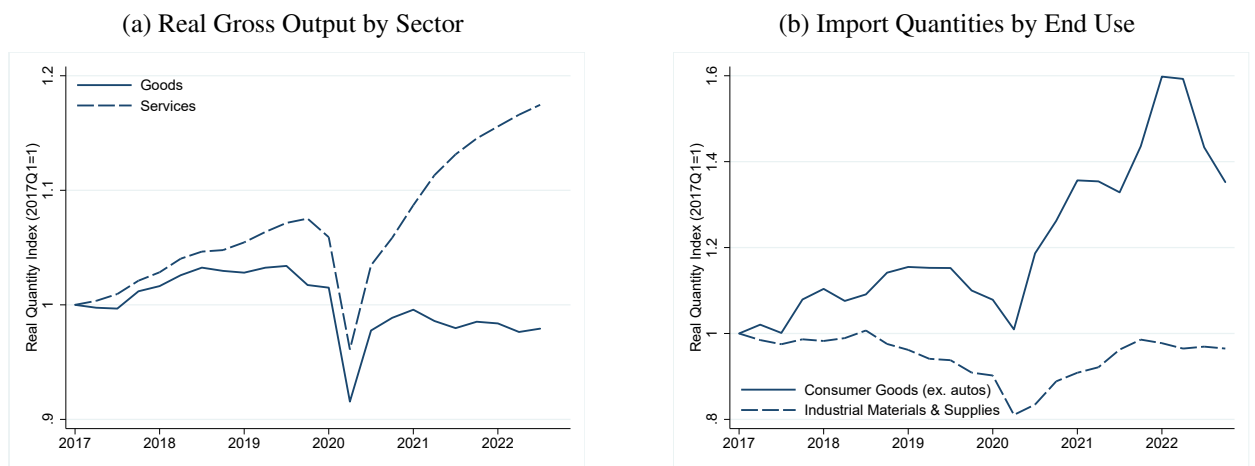 (a) Real Gross Output by Sector
Real Quantity Index (2017Q1=1)
1.2
1.1
1
.9
Goods
Services
2017 2018 2019 2020 2021 2022
(b) Import Quantities by End Use
Real Quantity Index (2017Q1=1)
1.6
1.4
1.2
1
.8
Consumer Goods (ex. autos)
Industrial Materials & Supplies
2017 2018 2019 2020 2021 2022